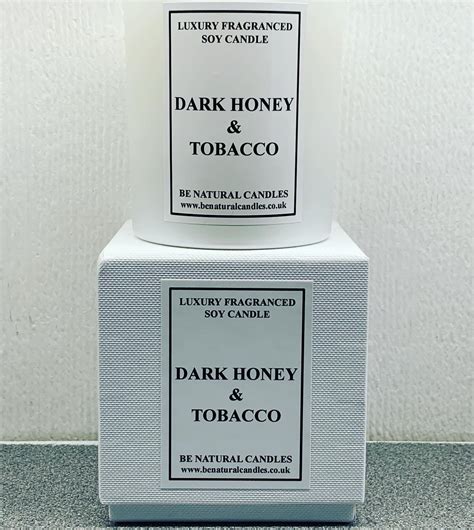 LUXURY FRAGRANCED
SOY CANDLE
DARK HONEY
&
TOBACCO
BE NATURAL CANDLES
www.benaturalcandles.co.uk
LUXURY FRAGRANCED
SOY CANDLE
DARK HONEY
&
TOBACCO
BE NATURAL CANDLES
www.benaturalcandles.co.uk